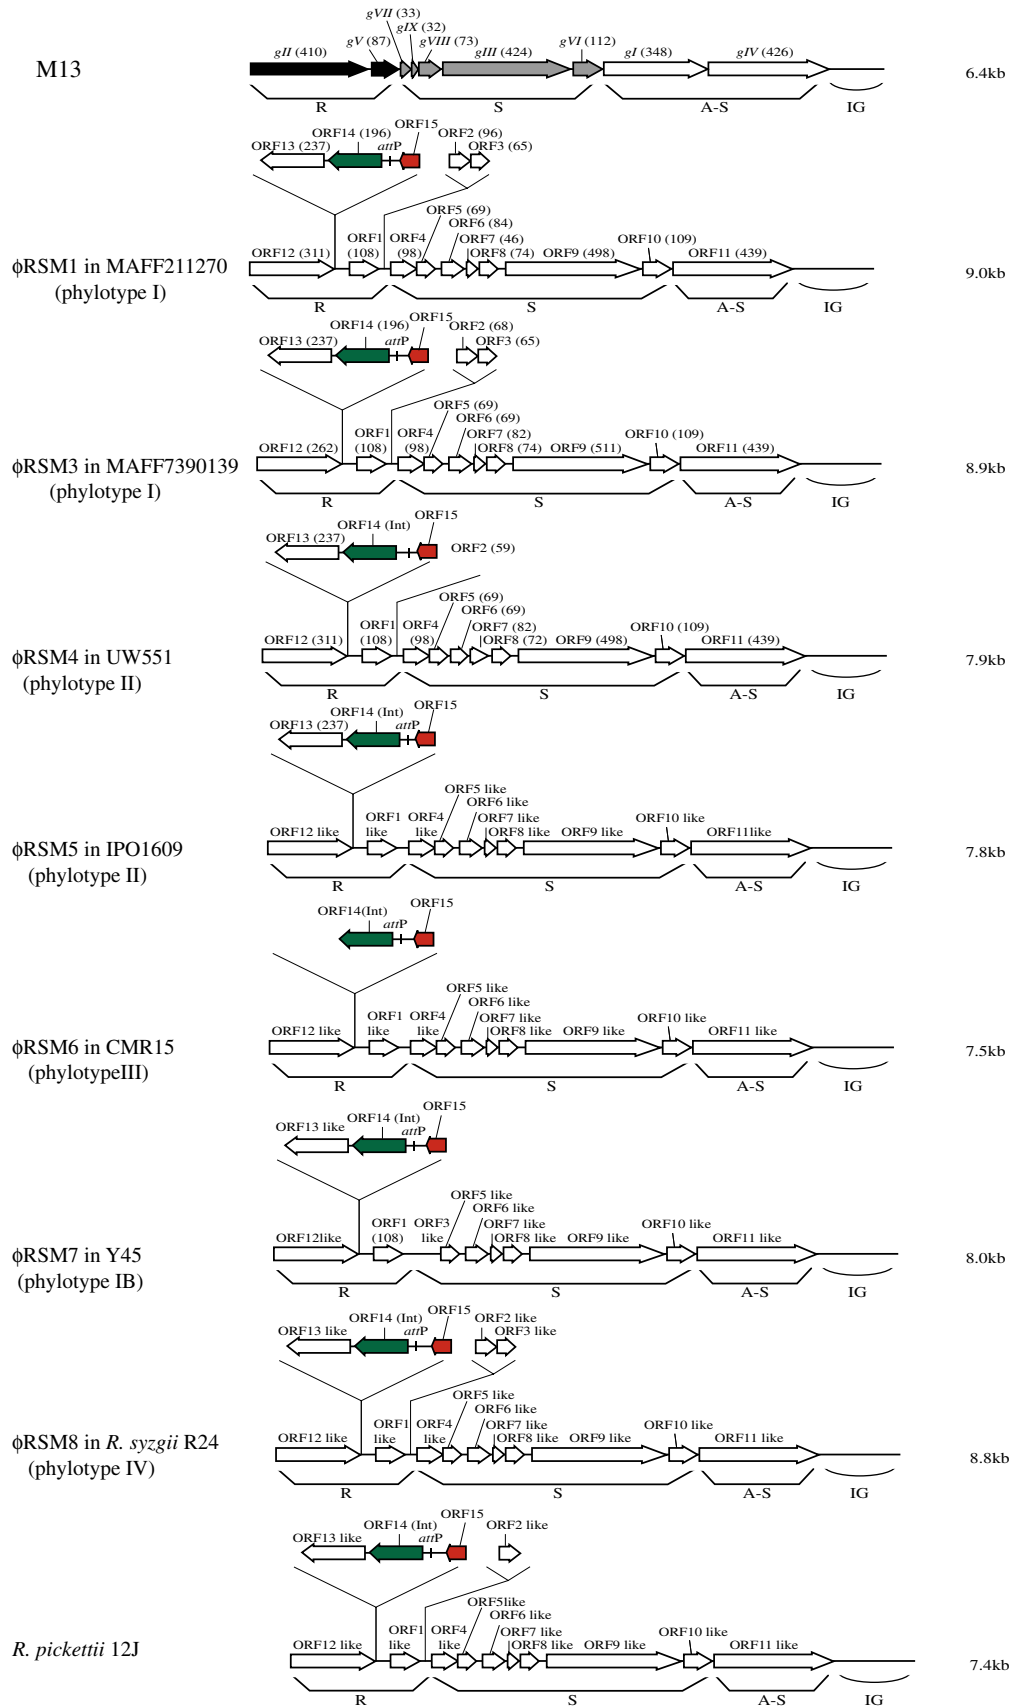 gVII (33)
gIX (32)
gII (410) gV (87) gVIII (73) gIII (424) gVI (112) gI (348) gIV (426)
M13 6.4kb
R S A-S IG
ORF14 (196) ORF15 ORF2 (96)
ORF13 (237) attP ORF3 (65)
ORF5 (69)
ORF6 (84)
ORF1 ORF4 ORF7 (46) ORF10 (109)
ORF12 (311) (108) (98) ORF8 (74) ORF9 (498) ORF11 (439)
ϕRSM1 in MAFF211270 9.0kb
(phylotype I)
R S A-S IG
ORF14 (196) ORF15 ORF2 (68)
ORF13 (237) attP ORF3 (65)
ORF5 (69)
ORF6 (69)
ORF1 ORF4 ORF7 (82) ORF10 (109)
ORF12 (262) (108) (98) ORF8 (74) ORF9 (511) ORF11 (439)
ϕRSM3 in MAFF7390139 8.9kb
(phylotype I)
R S A-S IG
ORF14 (Int) ORF15
ORF13 (237) ORF2 (59)
ORF5 (69)
ORF6 (69)
ORF1 ORF4 ORF7 (82) ORF10 (109)
ORF12 (311) (108) (98) ORF8 (72) ORF9 (498) ORF11 (439)
ϕRSM4 in UW551 7.9kb
(phylotype II)
R S A-S IG
ORF14 (Int) ORF15
ORF13 (237) attP
ORF5 like
ORF6 like
ORF1 ORF4 ORF7 like ORF10 like
ORF12 like like like ORF8 like ORF9 like ORF11like
ϕRSM5 in IPO1609 7.8kb
(phylotype II)
R S A-S IG
ORF14(Int) ORF15
attP
ORF5 like
ORF6 like
ORF1 ORF4 ORF7 like ORF10 like
ORF12 like like like ORF8 like ORF9 like ORF11 like
ϕRSM6 in CMR15 7.5kb
(phylotypeIII)
R S A-S IG
ORF14 (Int) ORF15
ORF13 like attP
ORF5 like
ORF6 like
ORF1 ORF3 ORF7 like ORF10 like
ORF12like (108) like ORF8 like ORF9 like ORF11 like
ϕRSM7 in Y45 8.0kb
(phylotype IB)
R S A-S IG
ORF14 (Int) ORF15 ORF2 like
ORF13 like attP ORF3 like
ORF5 like
ORF6 like
ORF1 ORF4 ORF7 like ORF10 like
ORF12 like like like ORF8 like ORF9 like ORF11 like
ϕRSM8 in R. syzgii R24 8.8kb
(phylotype IV)
R S A-S IG
ORF14 (Int) ORF15 ORF2 like
ORF13 like attP
ORF5like
ORF6 like
ORF1 ORF4 ORF7 like ORF10 like
ORF12 like like like ORF8 like ORF9 like ORF11 like
R. pickettii 12J 7.4kb
R S A-S IG